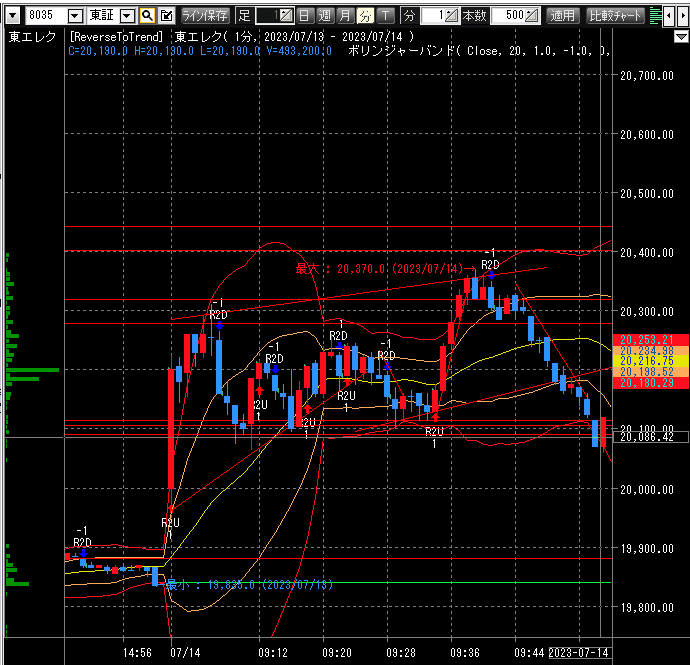 8035 東証 ライン保存 足 1 日 週 月 分 T 分 1 本数 500 適用 比較チャート
東エレク [ReverseToTrend] 東エレク( 1分, 2023/07/13 - 2023/07/14 )
C=20,190.0 H=20,190.0 L=20,190.0 V=493,200.0 ボリンジャーバンド( Close, 20, 1.0, -1.0, 0,
20,700.00
20,600.00
20,500.00
20,400.00
-1
最大 : 20,370.0 (2023/07/14)→
R2D
20,300.00
-1
R2D
1
R2D
20,253.21
20,234.98
20,216.75
20,198.52
20,180.29
-1
R2D
-1
R2D
R2U
1
R2U
1
R2U
1
R2U
1
20,100.00
20,086.42
20,000.00
R2U
1
-1
R2D
19,900.00
←最小 : 19,835.0 (2023/07/13)
19,800.00
14:56 07/14 09:12 09:20 09:28 09:36 09:44 2023-07-14